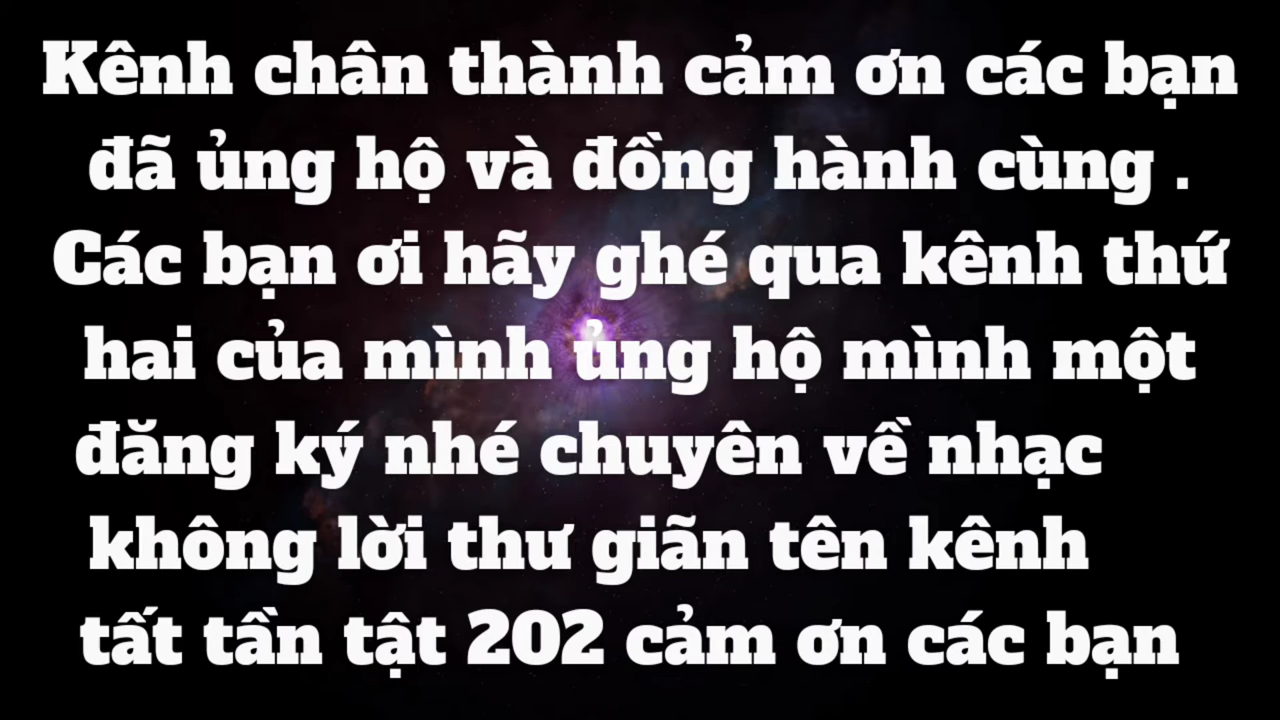 Kênh chân thành cảm ơn các bạn
đã ủng hộ và đồng hành cùng .
Các bạn ơi hãy ghé qua kênh thứ
hai của mình ủng hộ mình một
đăng ký nhé chuyên về nhạc
không lời thư giãn tên kênh
tất tần tật 202 cảm ơn các bạn